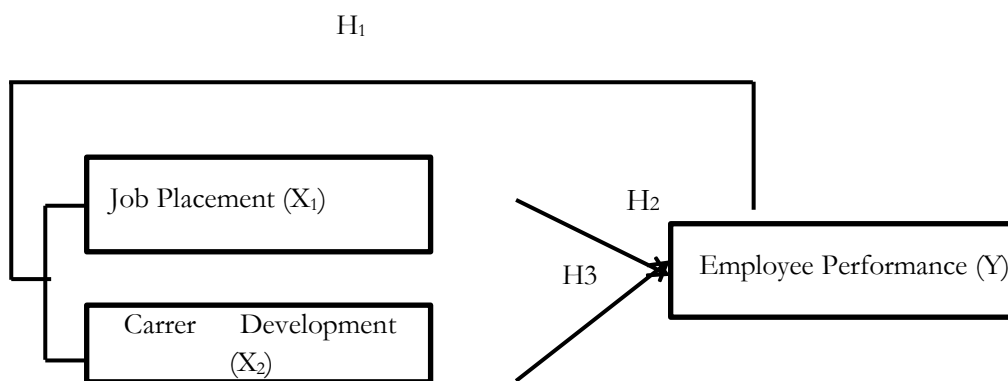 H₁
Job Placement (X₁)
H₂
Employee Performance (Y)
H3
Carrer Development
(X₂)